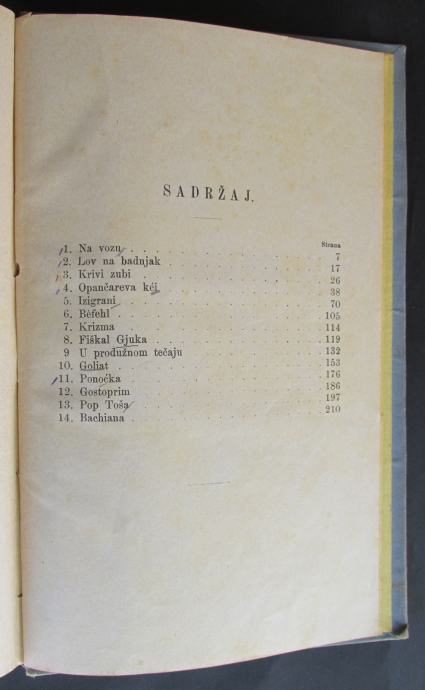 SADRŽAJ.
Strana
1. Na vozu . . . 7
2. Lov na badnjak . . . 17
3. Krivi zubi . . . 26
4. Opančareva kći . . . 38
5. Izigrani . . . 70
6. Bèfehl . . . 105
7. Krizma . . . 114
8. Fiškal Gjuka . . . 119
9 U produžnom tečaju . . . 132
10. Goliat . . . 153
11. Ponoćka . . . 176
12. Gostoprim . . . 186
13. Pop Toša . . . 197
14. Bachiana . . . 210